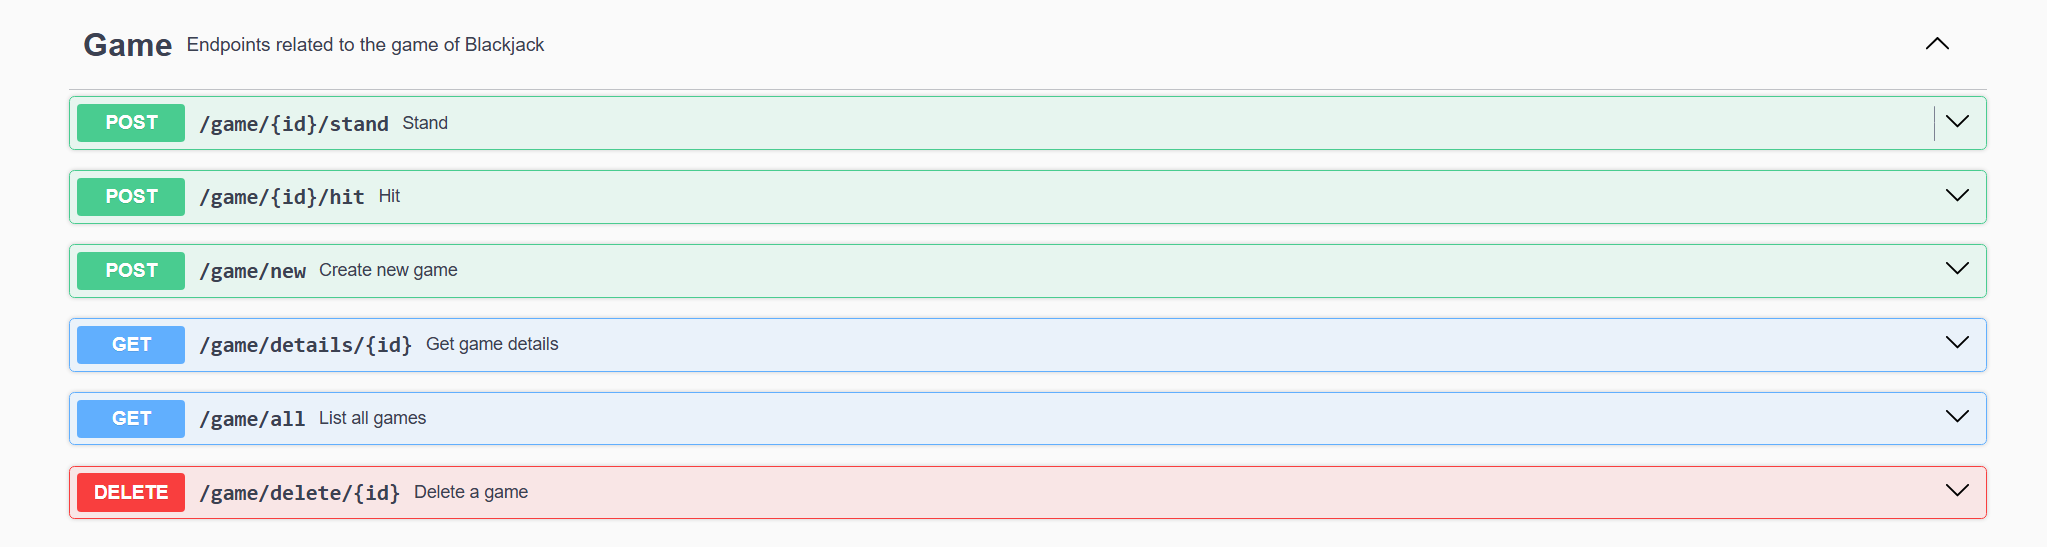 Game Endpoints related to the game of Blackjack
POST /game/{id}/stand Stand
POST /game/{id}/hit Hit
POST /game/new Create new game
GET /game/details/{id} Get game details
GET /game/all List all games
DELETE /game/delete/{id} Delete a game